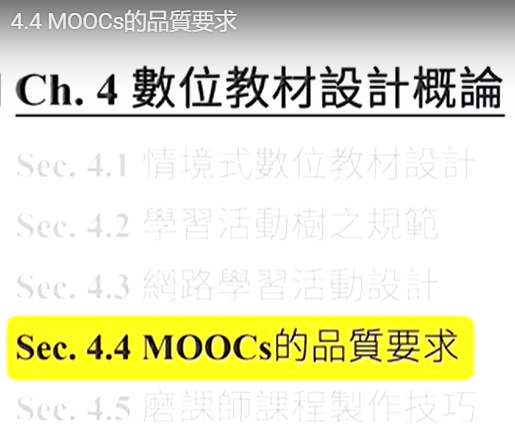 4.4 MOOCs的品質要求
Ch. 4 數位教材設計概論
Sec. 4.1 情境式數位教材設計
Sec. 4.2 學習活動樹之規範
Sec. 4.3 網路學習活動設計
Sec. 4.4 MOOCs的品質要求
Sec. 4.5 磨課師課程製作技巧